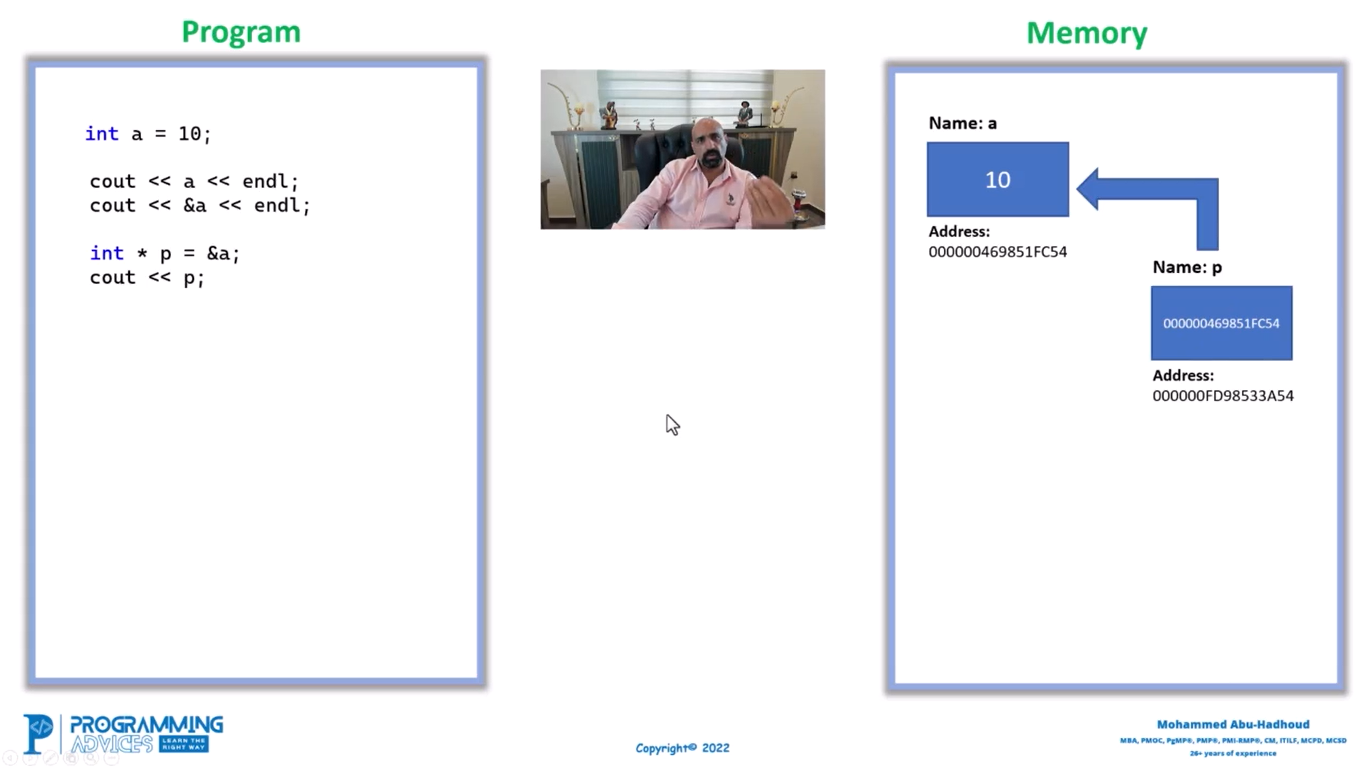 Program
int a = 10;
cout << a << endl;
cout << &a << endl;
int * p = &a;
cout << p;
Memory
Name: a
10
Address:
000000469851FC54
Name: p
000000469851FC54
Address:
000000FD98533A54
PROGRAMMING
ADVICES
LEARN THE
RIGHT WAY
Copyright© 2022
Mohammed Abu-Hadhoud
MBA, PMOC, PgMP®, PMP®, PMI-RMP®, CM, ITILF, MCPD, MCSD
26+ years of experience